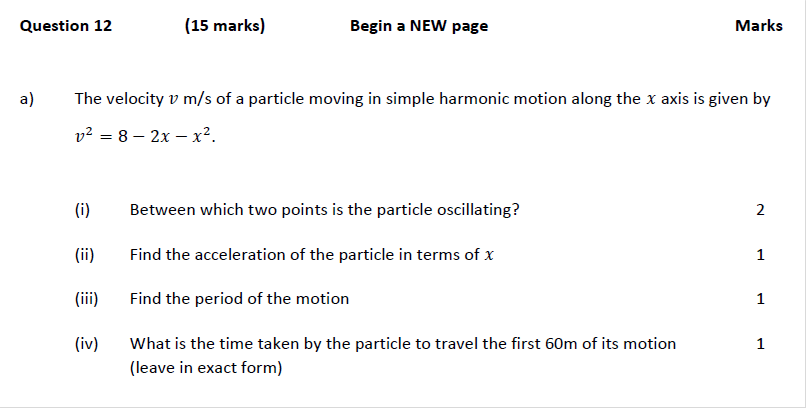 Question 12 (15 marks) Begin a NEW page Marks
a) The velocity v m/s of a particle moving in simple harmonic motion along the x axis is given by
v² = 8 − 2x − x².
(i) Between which two points is the particle oscillating? 2
(ii) Find the acceleration of the particle in terms of x 1
(iii) Find the period of the motion 1
(iv) What is the time taken by the particle to travel the first 60m of its motion 1
(leave in exact form)